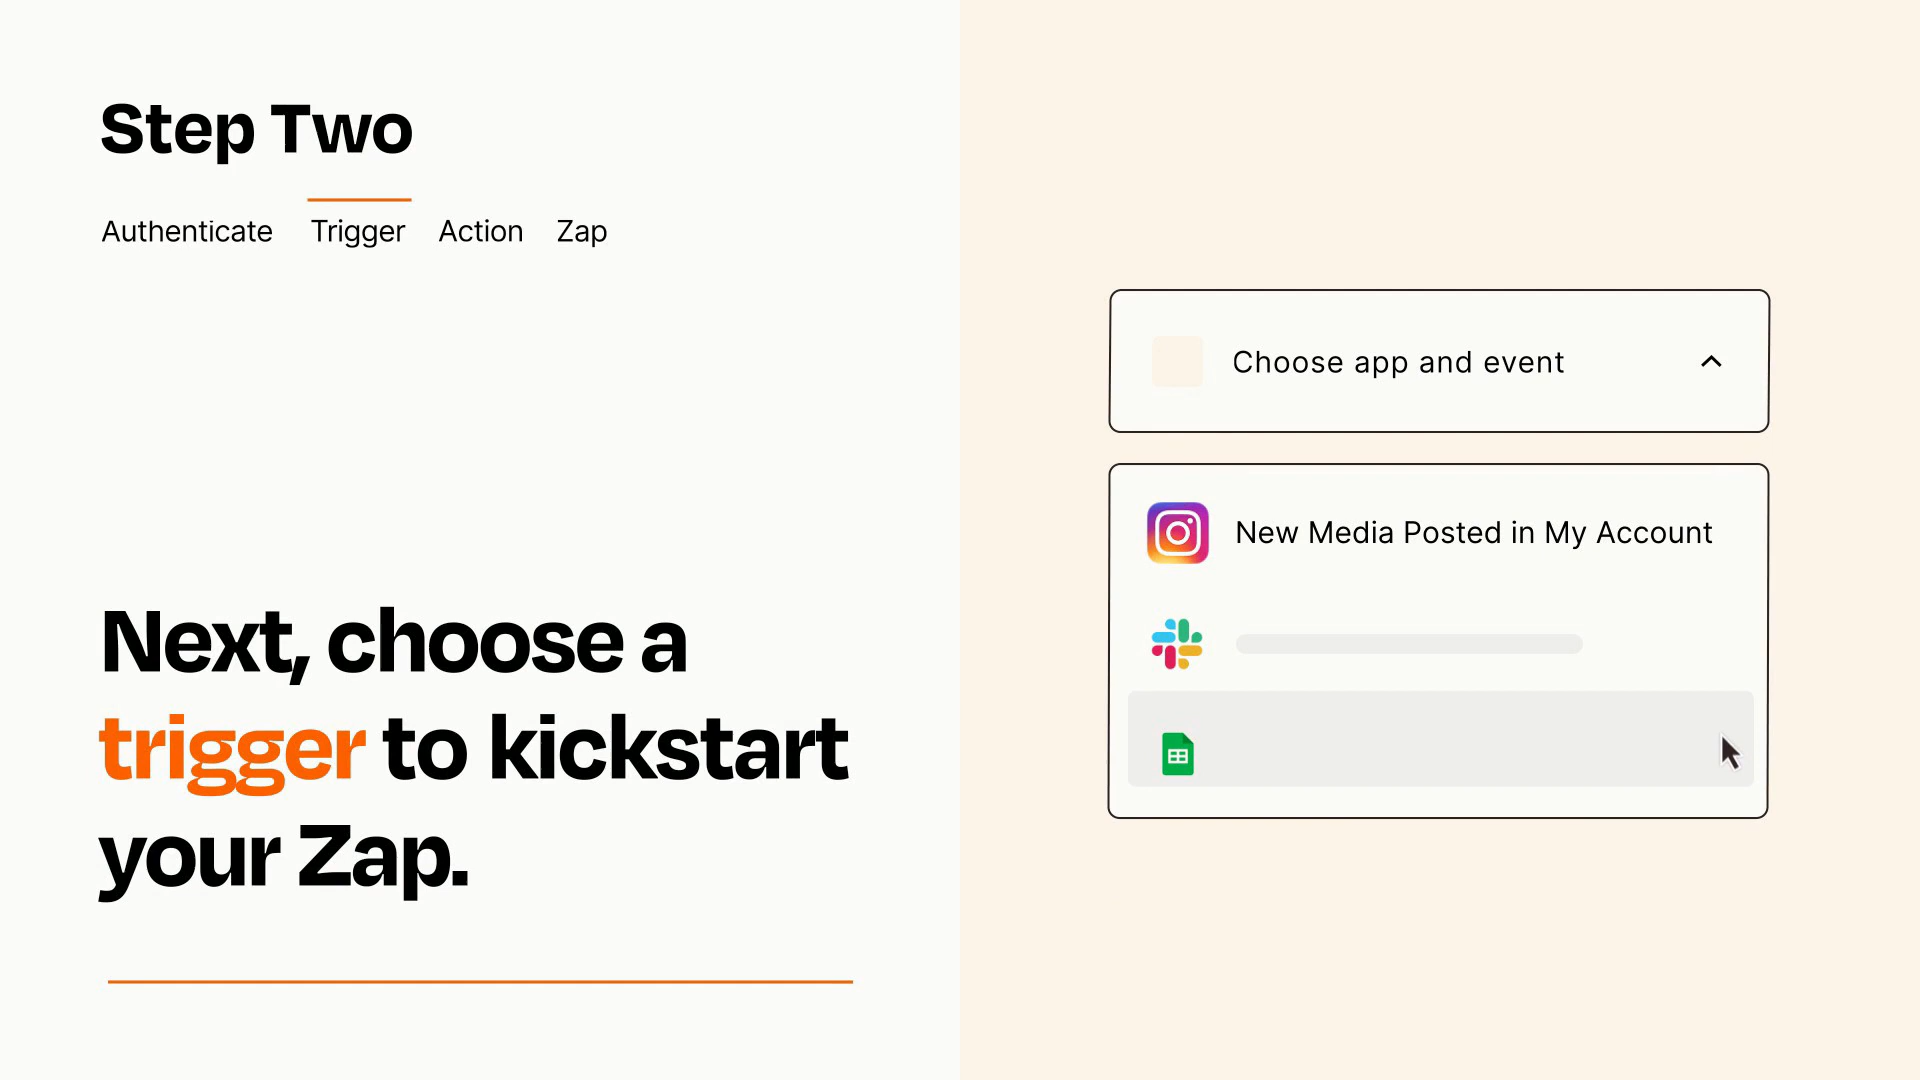 Step Two
Authenticate Trigger Action Zap
Next, choose a
trigger to kickstart
your Zap.
Choose app and event
New Media Posted in My Account